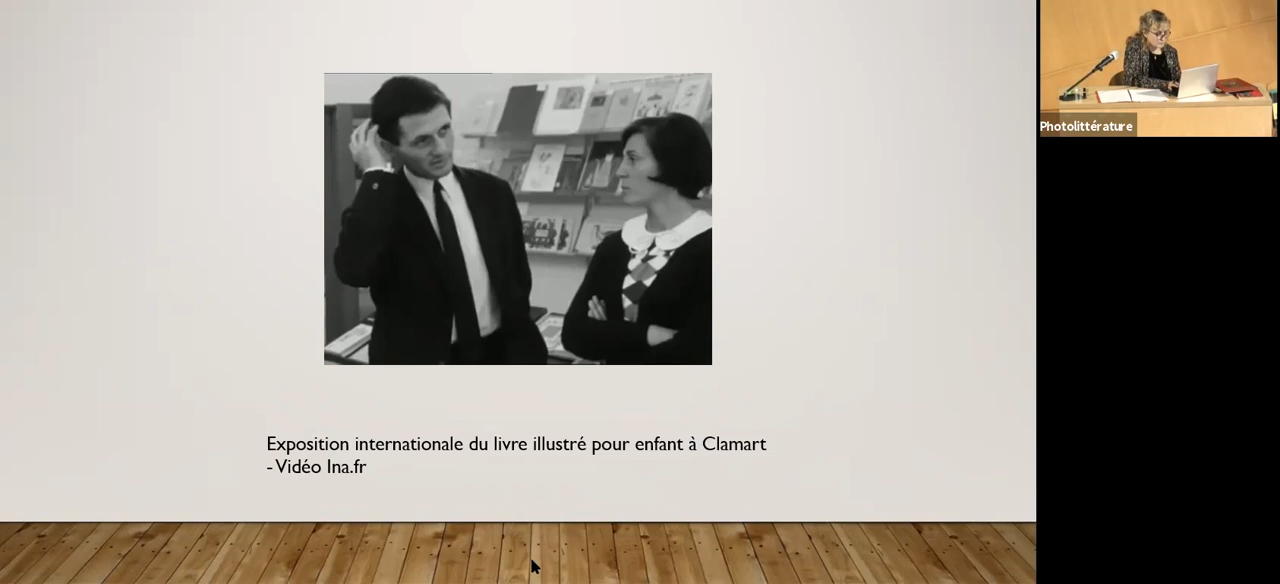 Photolittérature
Exposition internationale du livre illustré pour enfant à Clamart
- Vidéo Ina.fr